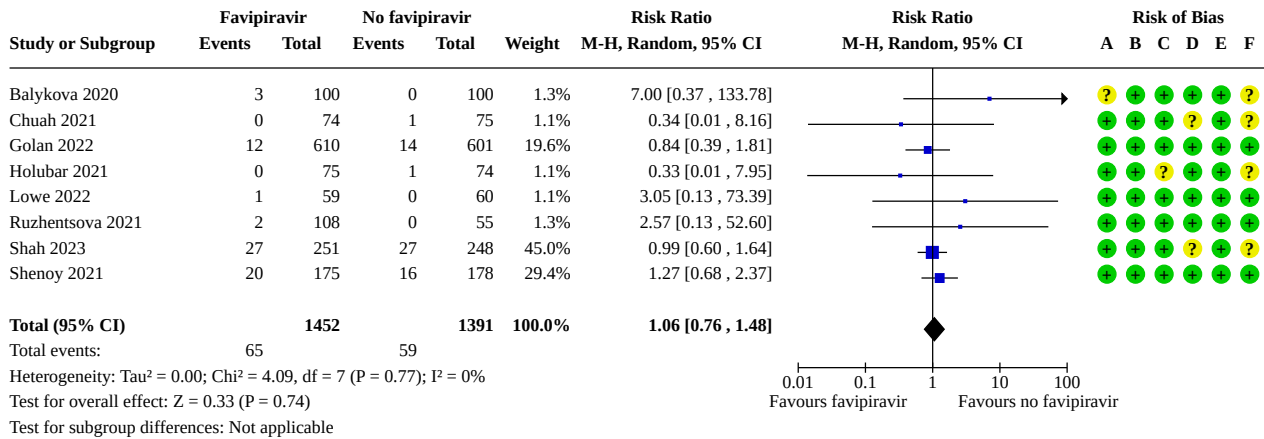 Favipiravir No favipiravir Risk Ratio Risk Ratio Risk of Bias
Study or Subgroup Events Total Events Total Weight M-H, Random, 95% CI M-H, Random, 95% CI A B C D E F
Balykova 2020 3 100 0 100 1.3% 7.00 [0.37 , 133.78] ? + + + + ?
Chuah 2021 0 74 1 75 1.1% 0.34 [0.01 , 8.16] + + + ? + ?
Golan 2022 12 610 14 601 19.6% 0.84 [0.39 , 1.81] + + + + + +
Holubar 2021 0 75 1 74 1.1% 0.33 [0.01 , 7.95] + + ? + + ?
Lowe 2022 1 59 0 60 1.1% 3.05 [0.13 , 73.39] + + + + + +
Ruzhentsova 2021 2 108 0 55 1.3% 2.57 [0.13 , 52.60] + + + + + +
Shah 2023 27 251 27 248 45.0% 0.99 [0.60 , 1.64] + + + ? + ?
Shenoy 2021 20 175 16 178 29.4% 1.27 [0.68 , 2.37] + + + + + +
Total (95% CI) 1452 1391 100.0% 1.06 [0.76 , 1.48]
Total events: 65 59
Heterogeneity: Tau² = 0.00; Chi² = 4.09, df = 7 (P = 0.77); I² = 0%
0.01 0.1 1 10 100
Test for overall effect: Z = 0.33 (P = 0.74)
Favours favipiravir Favours no favipiravir
Test for subgroup differences: Not applicable